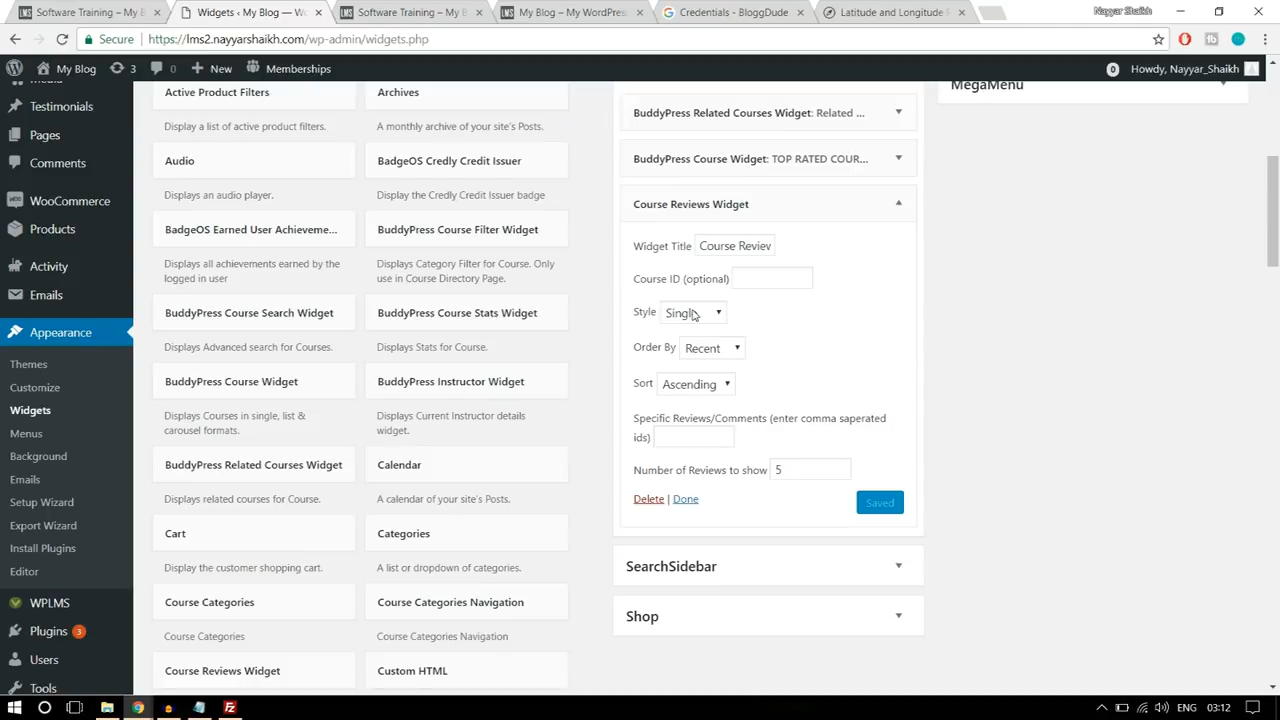 Software Training – My B
Widgets ‹ My Blog — Wo
Software Training – My B
My Blog – My WordPress
Credentials - BloggDude
Latitude and Longitude F
Nayyar Shaikh
Secure
https://lms2.nayyarshaikh.com/wp-admin/widgets.php
My Blog
3
New
Memberships
0
Howdy, Nayyar_Shaikh
Media
Testimonials
Pages
Comments
WooCommerce
Products
Activity
Emails
Appearance
Themes
Customize
Widgets
Menus
Background
Emails
Setup Wizard
Export Wizard
Install Plugins
Editor
WPLMS
Plugins 3
Users
Tools
Active Product Filters
Display a list of active product filters.
Audio
Displays an audio player.
BadgeOS Earned User Achieveme...
Displays all achievements earned by the
logged in user
BuddyPress Course Search Widget
Displays Advanced search for Courses.
BuddyPress Course Widget
Displays Courses in single, list &
carousel formats.
BuddyPress Related Courses Widget
Displays related courses for Course.
Cart
Display the customer shopping cart.
Course Categories
Course Categories
Course Reviews Widget
Archives
A monthly archive of your site's Posts.
BadgeOS Credly Credit Issuer
Display the Credly Credit Issuer badge
BuddyPress Course Filter Widget
Displays Category Filter for Course. Only
use in Course Directory Page.
BuddyPress Course Stats Widget
Displays Stats for Course.
BuddyPress Instructor Widget
Displays Current Instructor details
widget.
Calendar
A calendar of your site's Posts.
Categories
A list or dropdown of categories.
Course Categories Navigation
Course Categories Navigation
Custom HTML
BuddyPress Related Courses Widget: Related ...
BuddyPress Course Widget: TOP RATED COUR...
Course Reviews Widget
Widget Title Course Review
Course ID (optional)
Style Single
Order By Recent
Sort Ascending
Specific Reviews/Comments (enter comma saperated
ids)
Number of Reviews to show 5
Delete | Done
Saved
SearchSidebar
Shop
MegaMenu
ENG
03:12